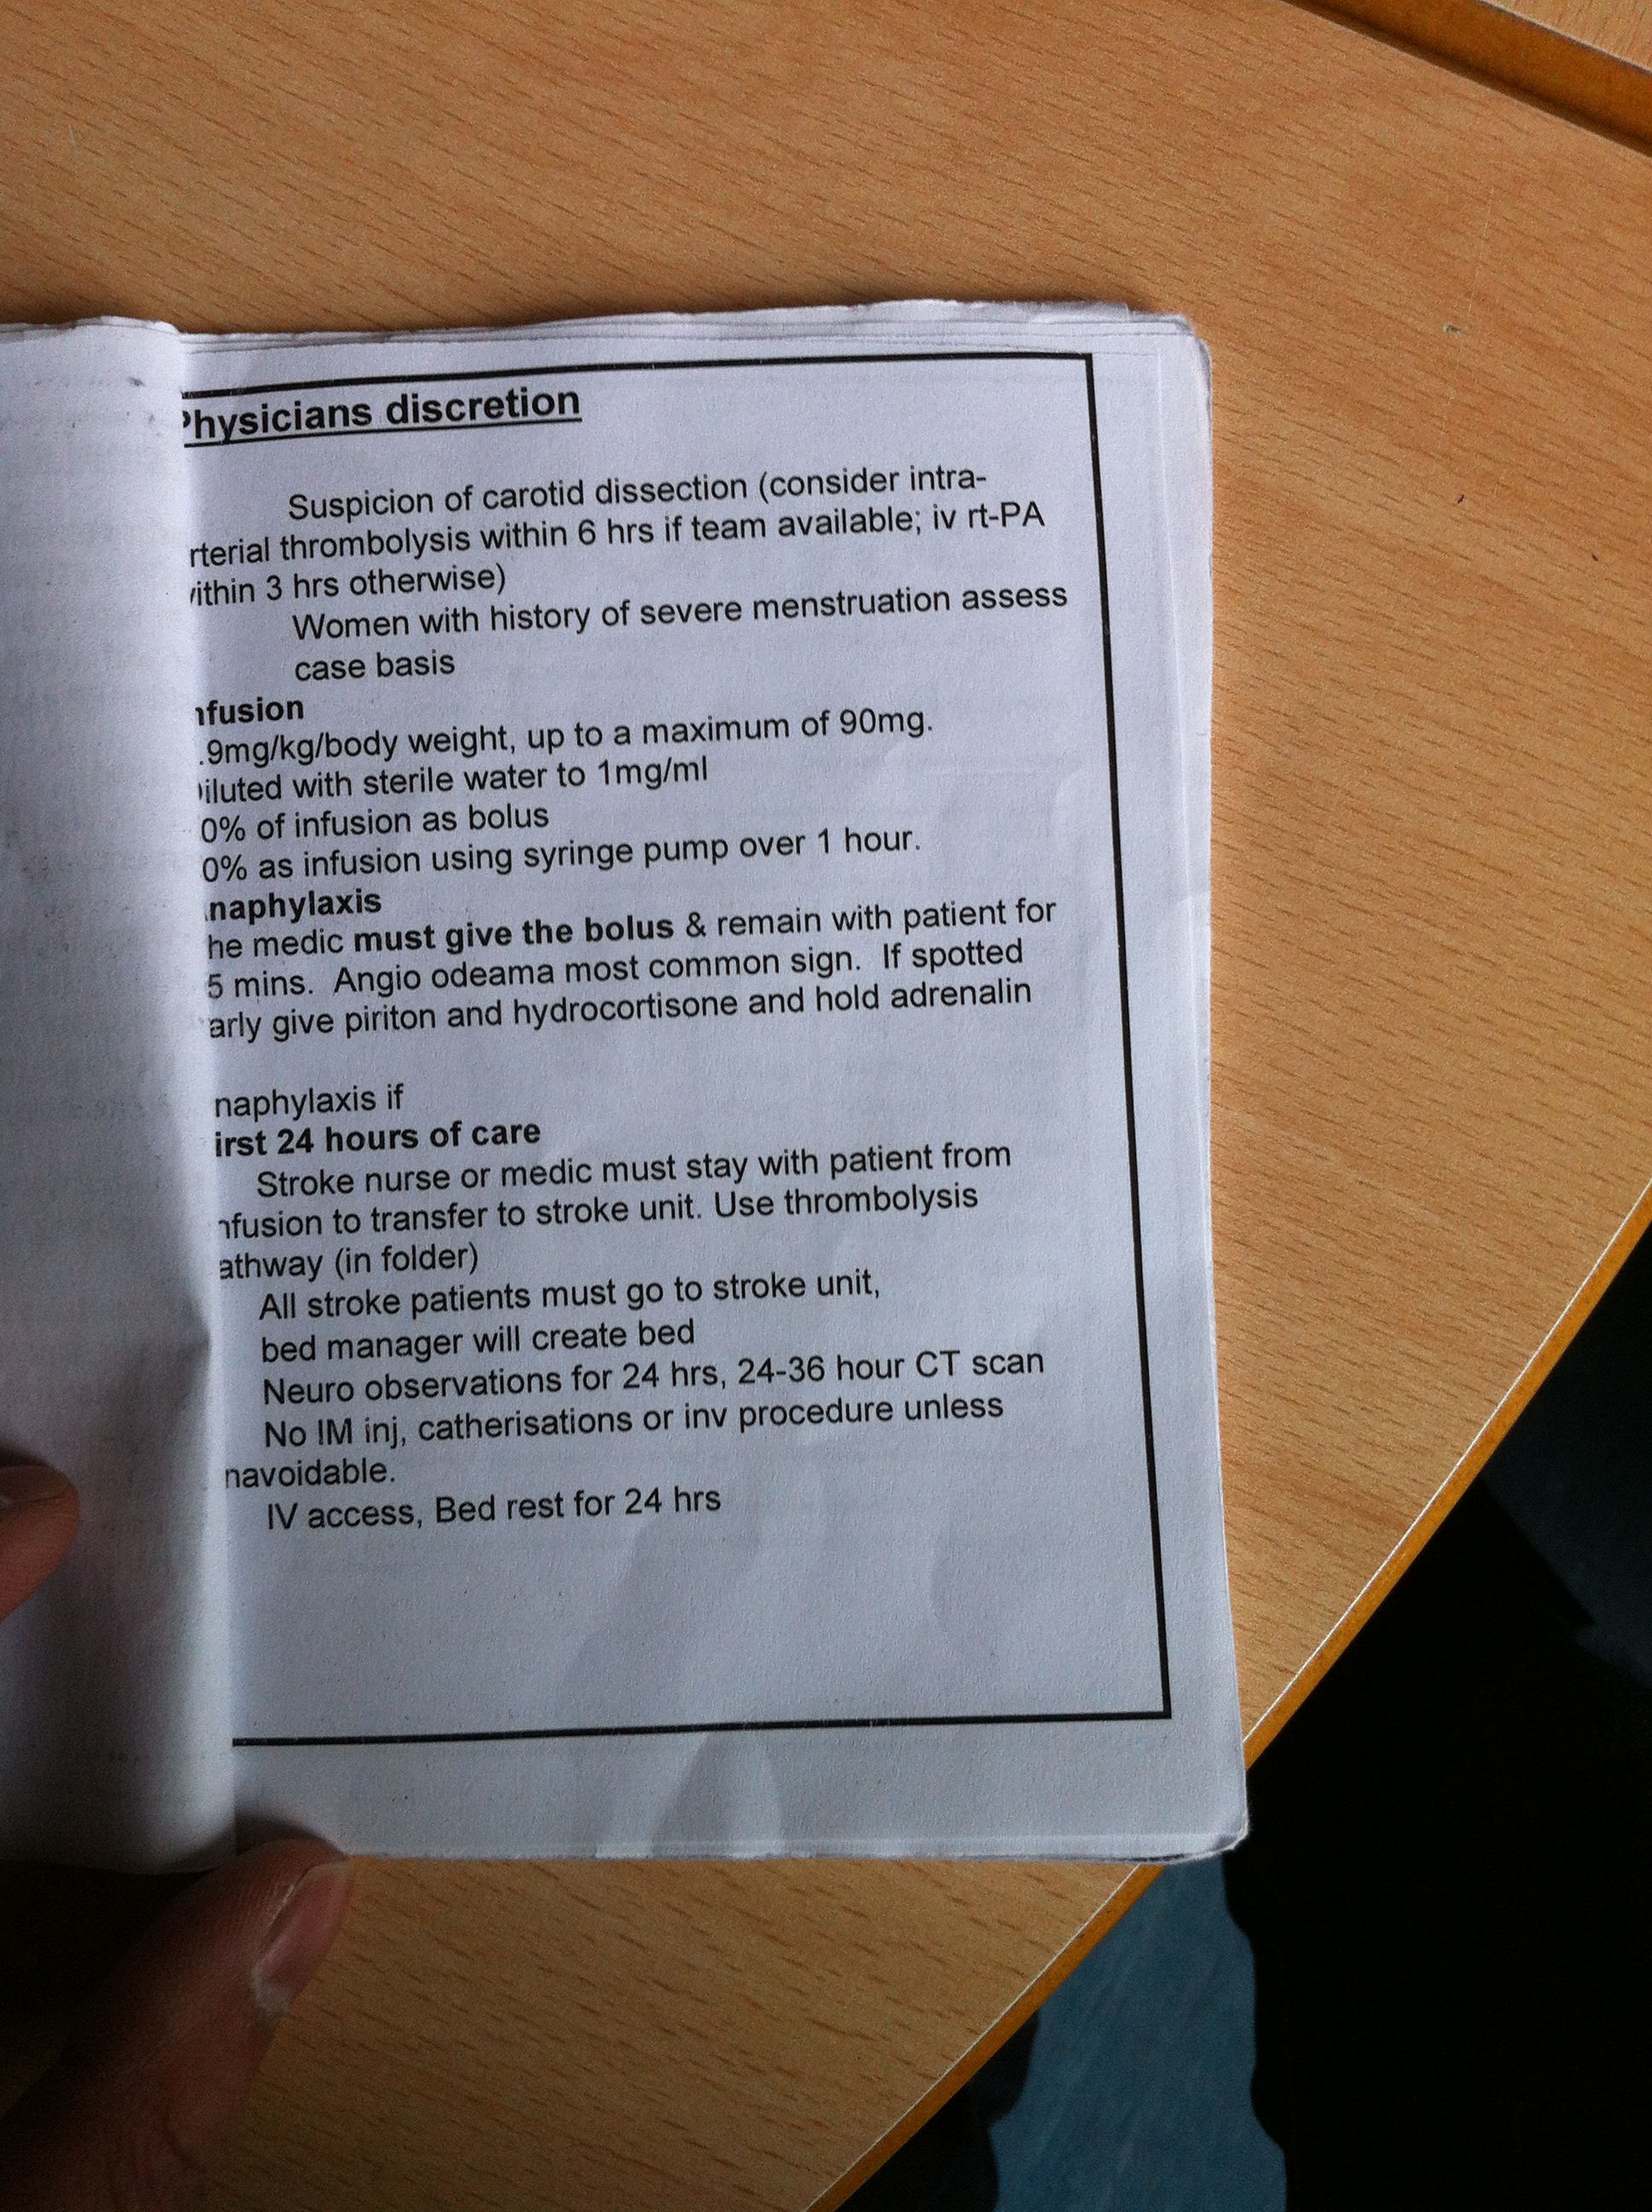 Physicians discretion
Suspicion of carotid dissection (consider intra-
rterial thrombolysis within 6 hrs if team available; iv rt-PA
ithin 3 hrs otherwise)
Women with history of severe menstruation assess
case basis
nfusion
.9mg/kg/body weight, up to a maximum of 90mg.
iluted with sterile water to 1mg/ml
0% of infusion as bolus
0% as infusion using syringe pump over 1 hour.
naphylaxis
he medic must give the bolus & remain with patient for
5 mins. Angio odeama most common sign. If spotted
arly give piriton and hydrocortisone and hold adrenalin
naphylaxis if
irst 24 hours of care
Stroke nurse or medic must stay with patient from
nfusion to transfer to stroke unit. Use thrombolysis
athway (in folder)
All stroke patients must go to stroke unit,
bed manager will create bed
Neuro observations for 24 hrs, 24-36 hour CT scan
No IM inj, catherisations or inv procedure unless
navoidable.
IV access, Bed rest for 24 hrs